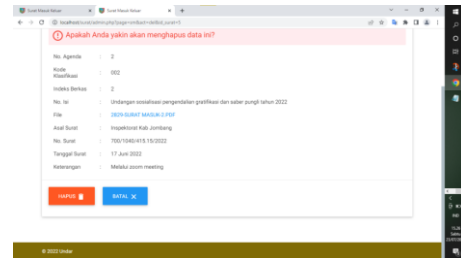 Surat Masuk Keluar
Surat Masuk Keluar
Apakah Anda yakin akan menghapus data ini?
No. Agenda : 2
Kode Klasifikasi : 002
Indeks Berkas : 2
No. Isi : Undangan sosialisasi pengendalian gratifikasi dan saber pungli tahun 2022
File : 2829-SURAT MASUK-2.PDF
Asal Surat : Inspektorat Kab Jombang
No. Surat : 700/1040/415.15/2022
Tanggal Surat : 17 Juni 2022
Keterangan : Melalui zoom meeting
HAPUS
BATAL
© 2022 Undar